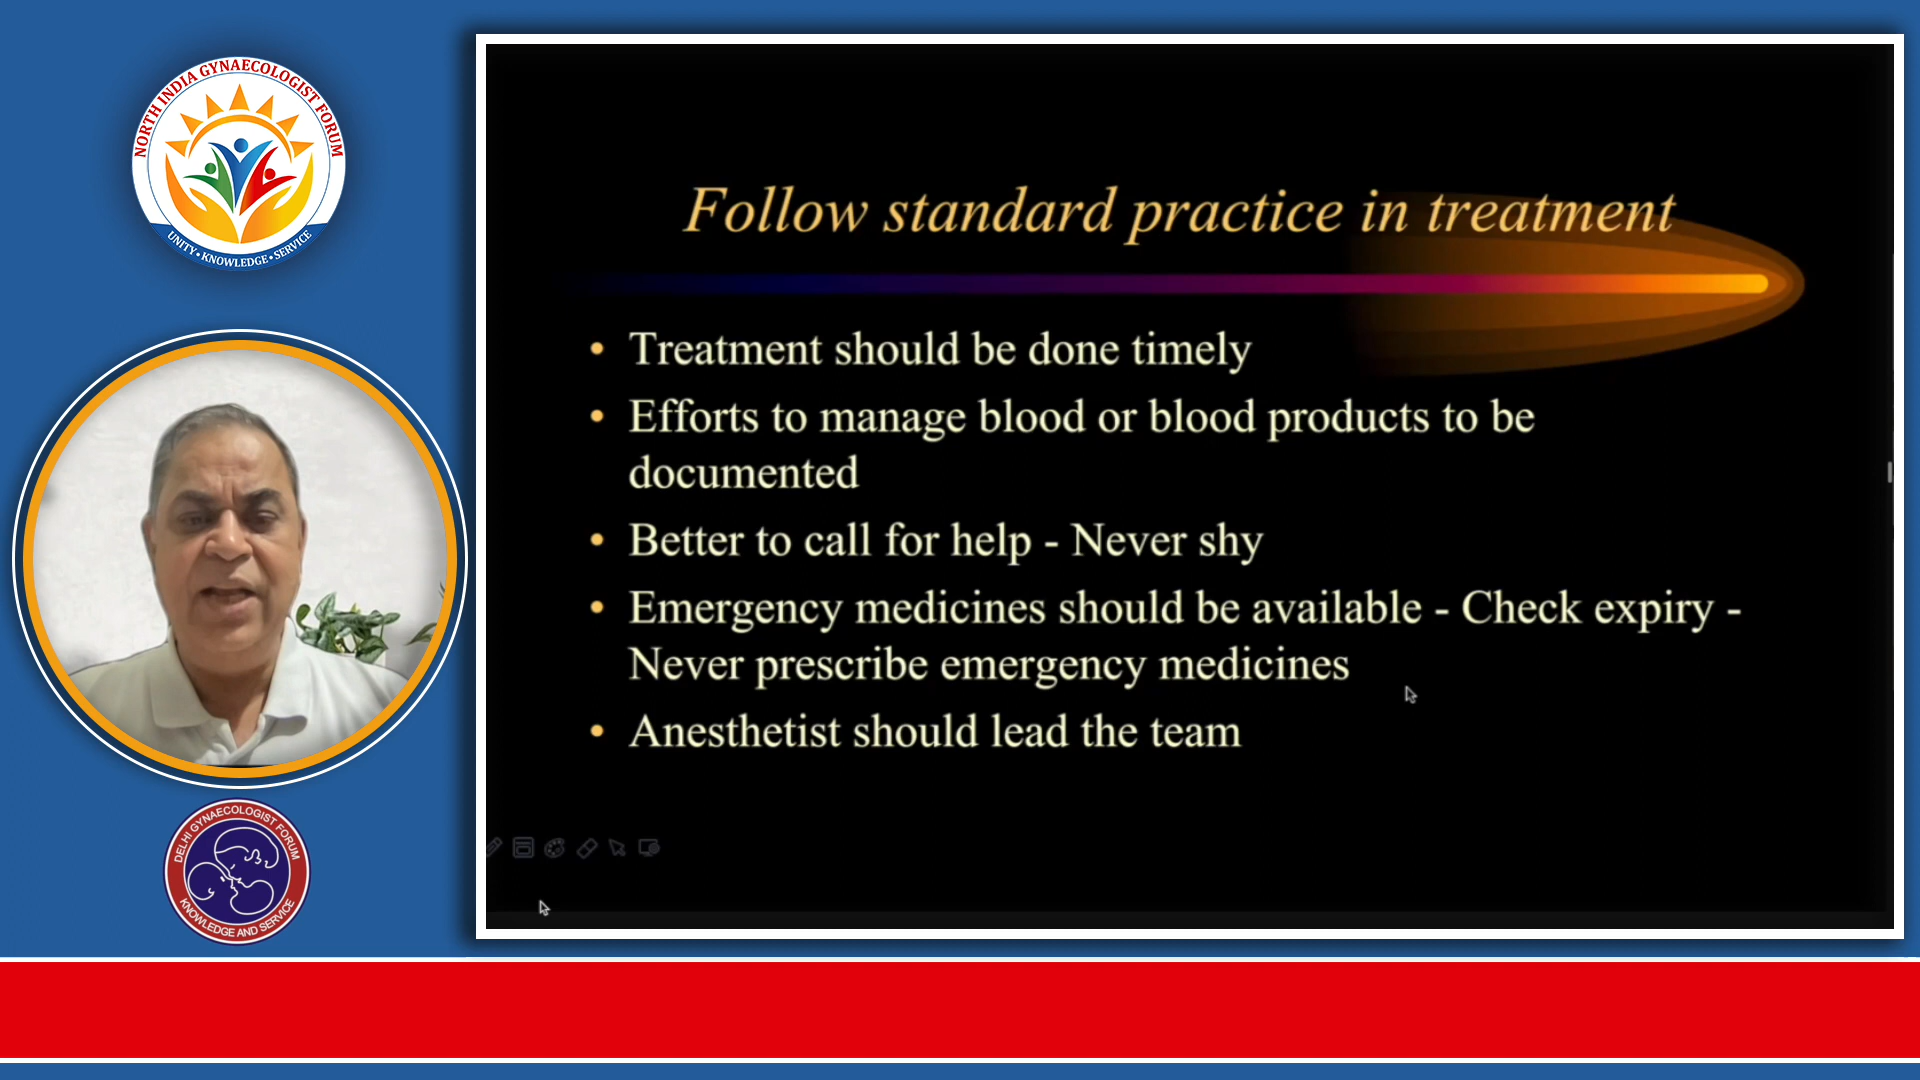 NORTH INDIA GYNAECOLOGIST FORUM
UNITY • KNOWLEDGE • SERVICE
Follow standard practice in treatment
• Treatment should be done timely
• Efforts to manage blood or blood products to be
documented
• Better to call for help - Never shy
• Emergency medicines should be available - Check expiry -
Never prescribe emergency medicines
• Anesthetist should lead the team
DELHI GYNAECOLOGIST FORUM
KNOWLEDGE AND SERVICE